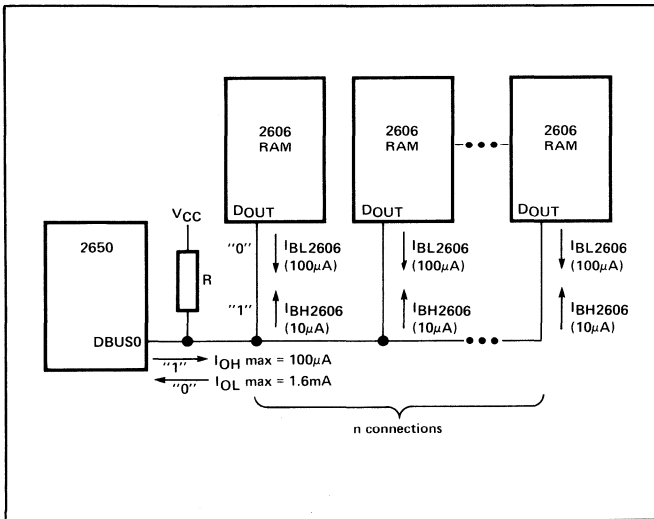 2606
RAM
DOUT
2606
RAM
DOUT
2606
RAM
DOUT
VCC
R
2650
DBUS0
"0"
IBL2606
(100μA)
"1"
IBH2606
(10μA)
IBL2606
(100μA)
IBH2606
(10μA)
IBL2606
(100μA)
IBH2606
(10μA)
"1" IOH max = 100μA
"0" IOL max = 1.6mA
n connections